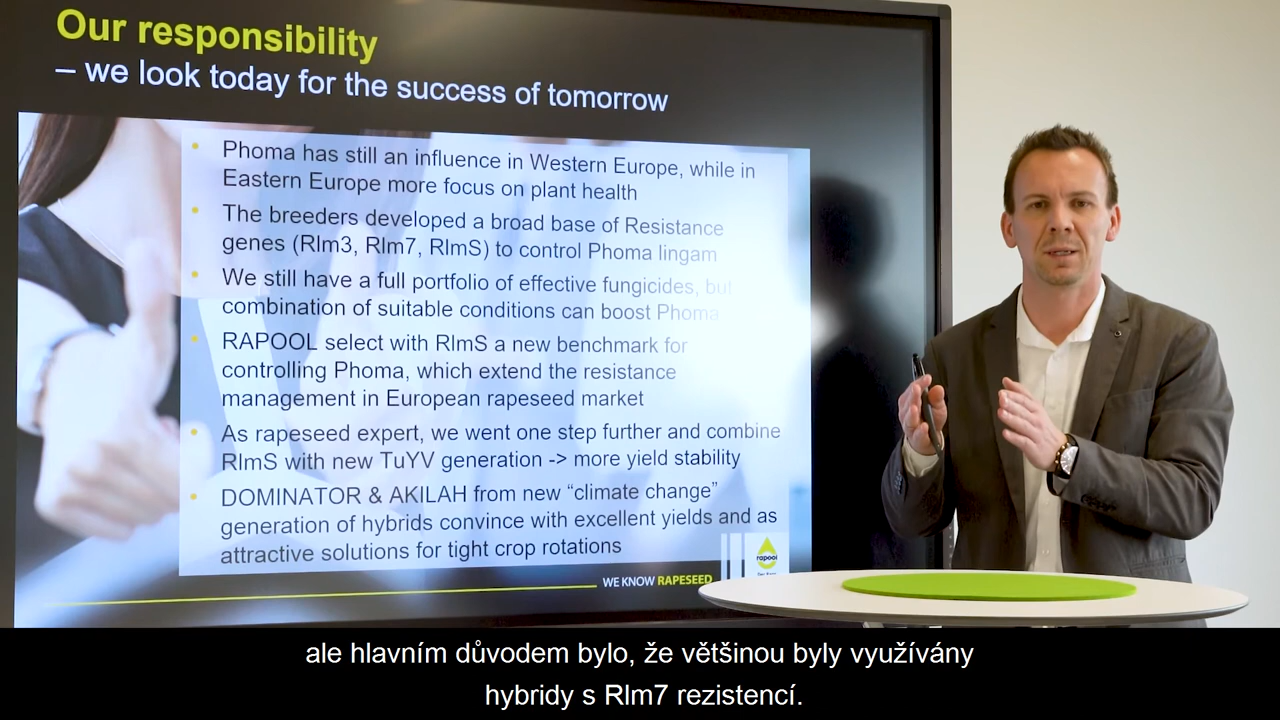 Our responsibility
– we look today for the success of tomorrow
• Phoma has still an influence in Western Europe, while in
Eastern Europe more focus on plant health
• The breeders developed a broad base of Resistance
genes (Rlm3, Rlm7, RlmS) to control Phoma lingam
• We still have a full portfolio of effective fungicides, but
combination of suitable conditions can boost Phoma
• RAPOOL select with RlmS a new benchmark for
controlling Phoma, which extend the resistance
management in European rapeseed market
• As rapeseed expert, we went one step further and combine
RlmS with new TuYV generation -> more yield stability
• DOMINATOR & AKILAH from new “climate change”
generation of hybrids convince with excellent yields and as
attractive solutions for tight crop rotations
rapool
WE KNOW RAPESEED
ale hlavním důvodem bylo, že většinou byly využívány
hybridy s Rlm7 rezistencí.